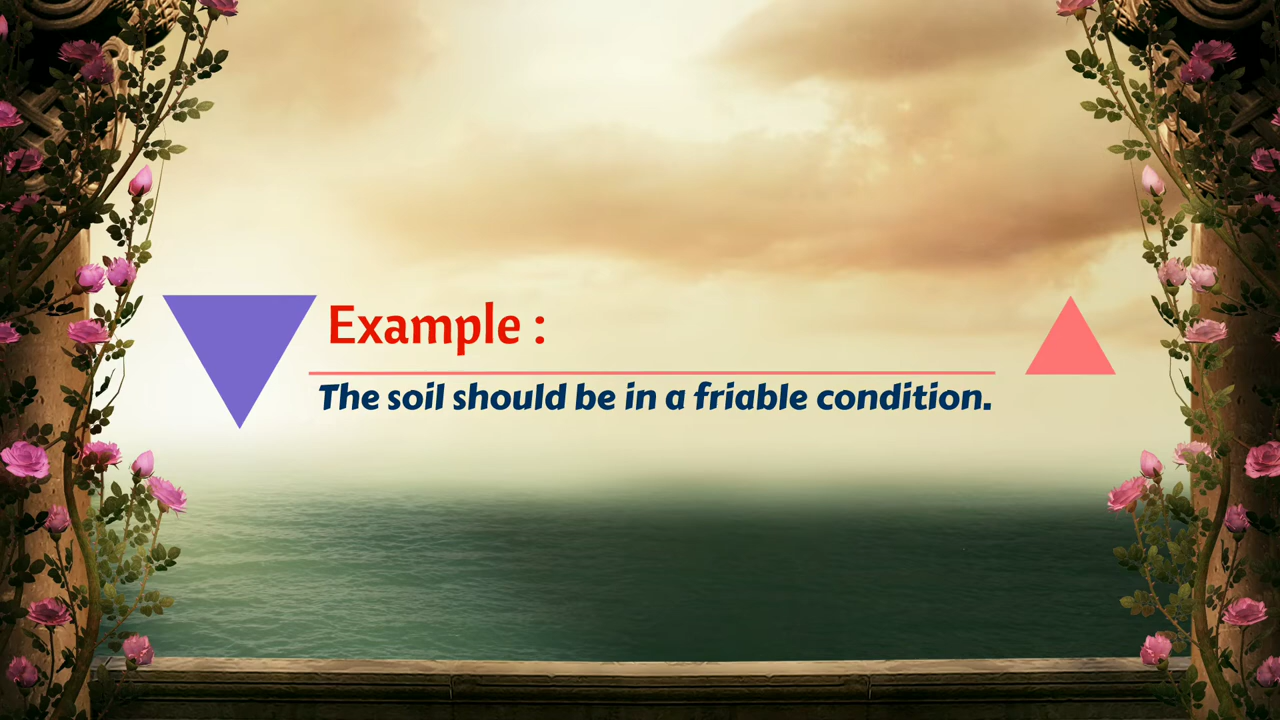 Example :
The soil should be in a friable condition.